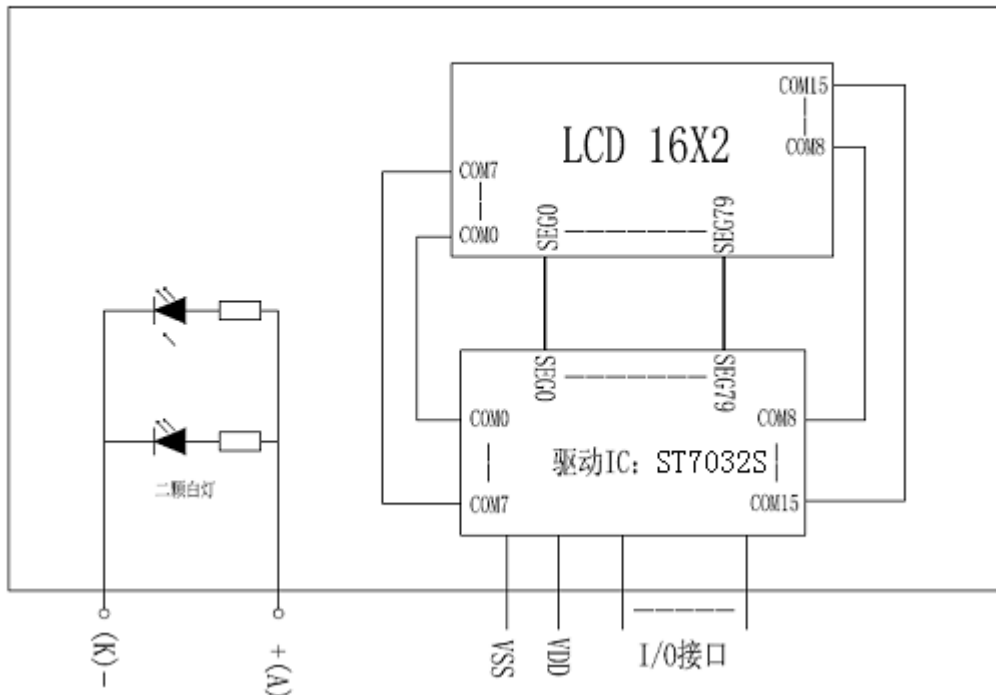 COM15
LCD 16X2
COM8
COM7
COM0
SEG0
SEG79
SEG0
SEG79
COM0
COM8
驱动IC: ST7032S
COM7
COM15
二颗白灯
(K)-
+(A)
VSS
VDD
I/O接口